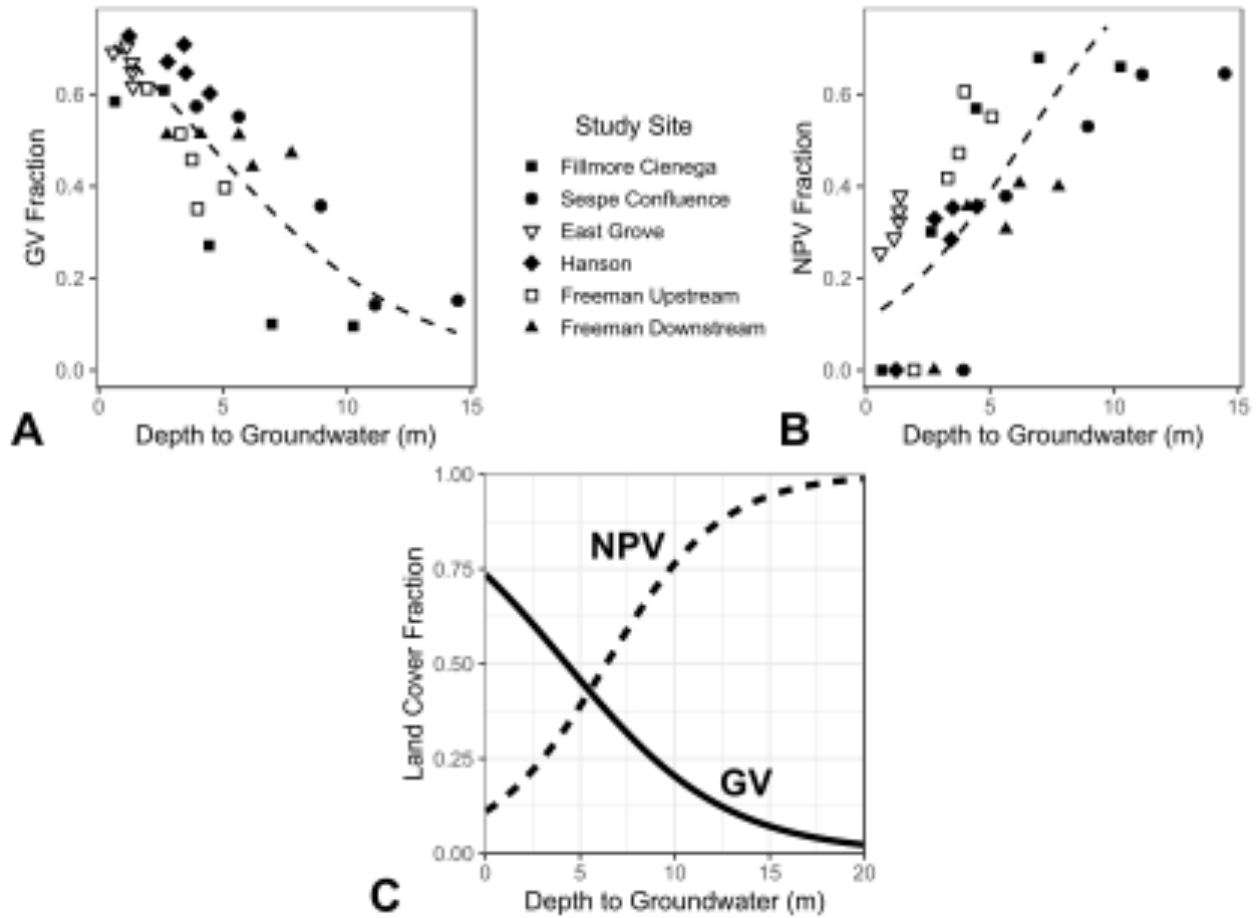 GV Fraction
0.6
0.4
0.2
0.0
0
5
10
15
Depth to Groundwater (m)
A
Study Site
Fillmore Cienega
Sespe Confluence
East Grove
Hanson
Freeman Upstream
Freeman Downstream
NPV Fraction
0.6
0.4
0.2
0.0
0
5
10
15
Depth to Groundwater (m)
B
Land Cover Fraction
1.00
0.75
0.50
0.25
0.00
NPV
GV
0
5
10
15
20
Depth to Groundwater (m)
C